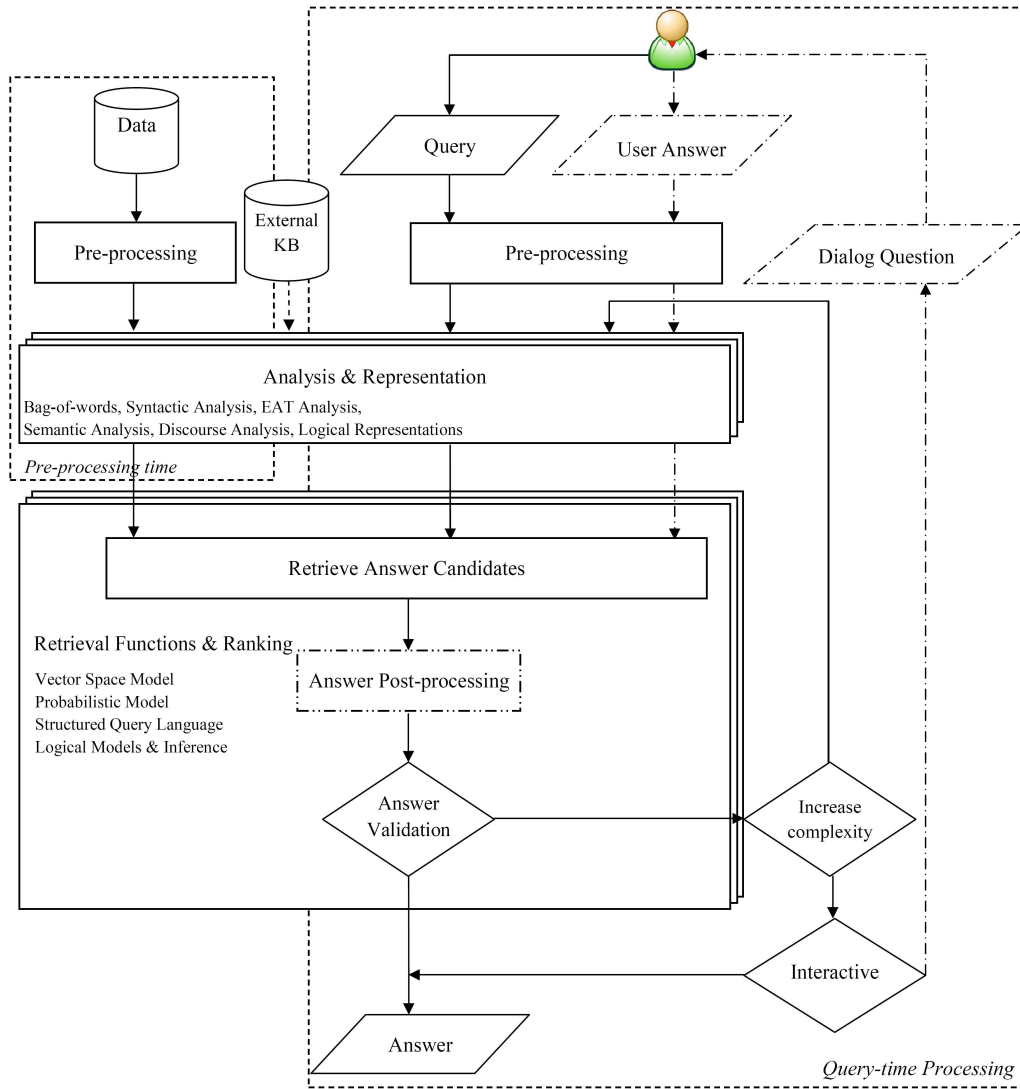 Data
Query
User Answer
External
KB
Pre-processing
Pre-processing
Dialog Question
Analysis & Representation
Bag-of-words, Syntactic Analysis, EAT Analysis,
Semantic Analysis, Discourse Analysis, Logical Representations
Pre-processing time
Retrieve Answer Candidates
Retrieval Functions & Ranking
Vector Space Model
Probabilistic Model
Structured Query Language
Logical Models & Inference
Answer Post-processing
Answer
Validation
Increase
complexity
Interactive
Answer
Query-time Processing